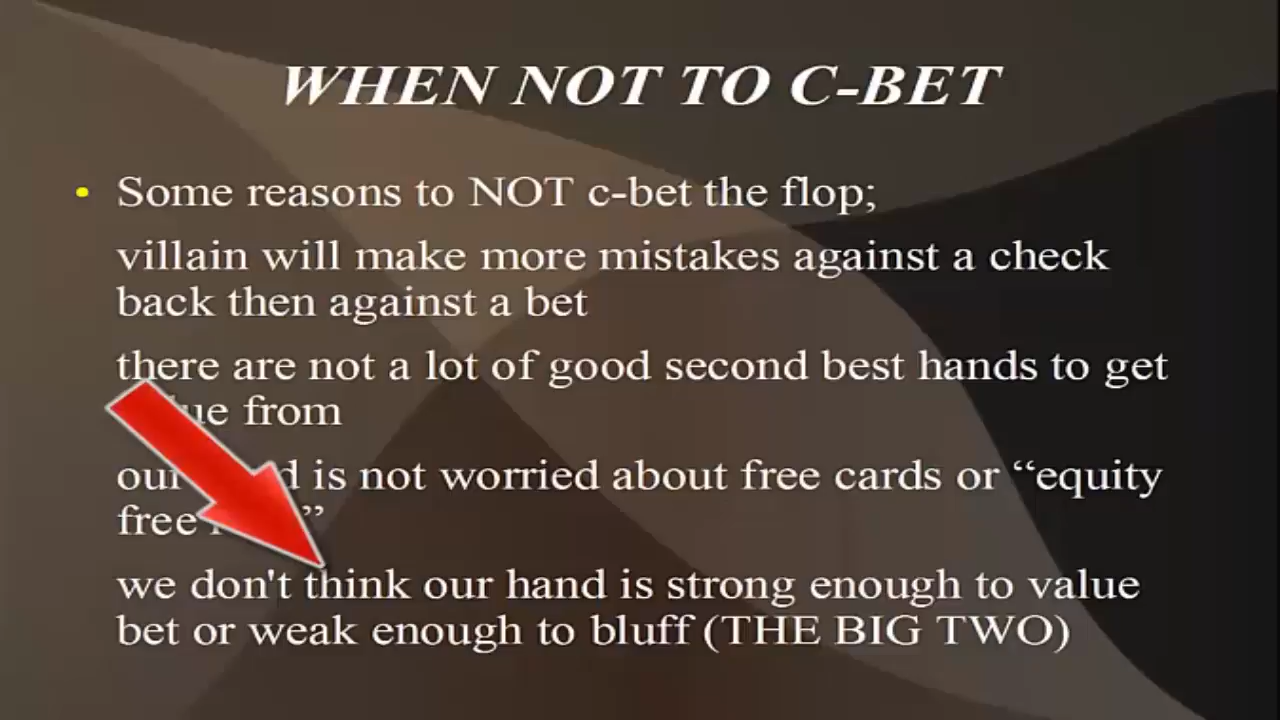 WHEN NOT TO C-BET
• Some reasons to NOT c-bet the flop;
villain will make more mistakes against a check
back then against a bet
there are not a lot of good second best hands to get
from
is not worried about free cards or “equity
free ”
we don't think our hand is strong enough to value
bet or weak enough to bluff (THE BIG TWO)